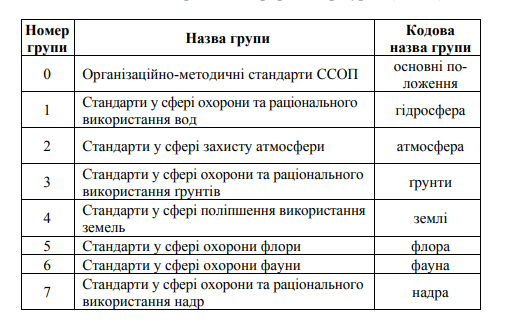 Номер групи
Назва групи
Кодова назва групи
0
Організаційно-методичні стандарти ССОП
основні по-
ложення
1
Стандарти у сфері охорони та раціонального
використання вод
гідросфера
2
Стандарти у сфері захисту атмосфери
атмосфера
3
Стандарти у сфері охорони та раціонального
використання ґрунтів
ґрунти
4
Стандарти у сфері поліпшення використання
земель
землі
5
Стандарти у сфері охорони флори
флора
6
Стандарти у сфері охорони фауни
фауна
7
Стандарти у сфері охорони та раціонального
використання надр
надра